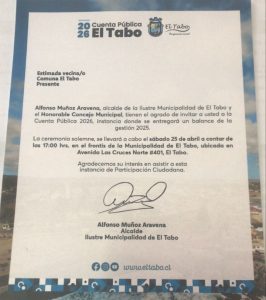 2026 Cuenta Pública
El Tabo
El Tabo
Estimada vecina/o
Comuna El Tabo
Presente
Alfonso Muñoz Aravena, alcalde de la Ilustre Municipalidad de El Tabo y
el Honorable Concejo Municipal, tienen el agrado de invitar a usted a la
Cuenta Pública 2026, instancia donde se entregará un balance de la
gestión 2025.
La ceremonia solemne, se llevará a cabo el sábado 25 de abril a contar de
las 17:00 hrs. en el frontis de la Municipalidad de El Tabo, ubicado en
Avenida Las Cruces Norte #401, El Tabo.
Agradecemos su interés en asistir a esta
instancia de Participación Ciudadana.
Alfonso Muñoz Aravena
Alcalde
Ilustre Municipalidad de El Tabo
www.eltabo.cl